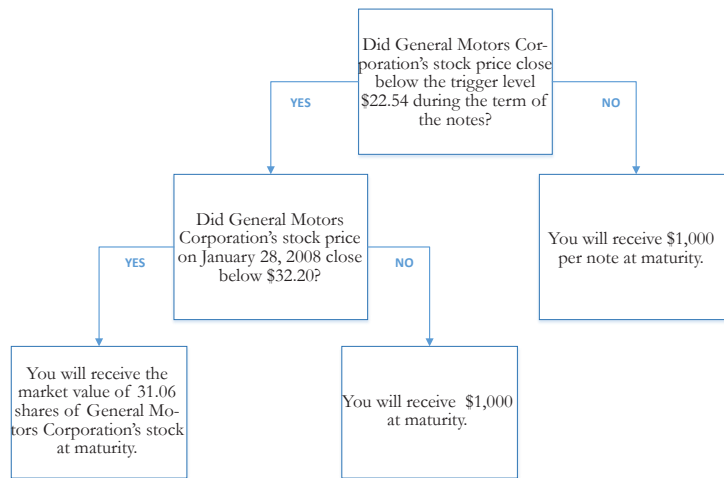 Did General Motors Cor-
poration's stock price close
below the trigger level
$22.54 during the term of
the notes?
YES
NO
Did General Motors
Corporation's stock price
on January 28, 2008 close
below $32.20?
You will receive $1,000
per note at maturity.
YES
NO
You will receive the
market value of 31.06
shares of General Mo-
tors Corporation's stock
at maturity.
You will receive $1,000
at maturity.